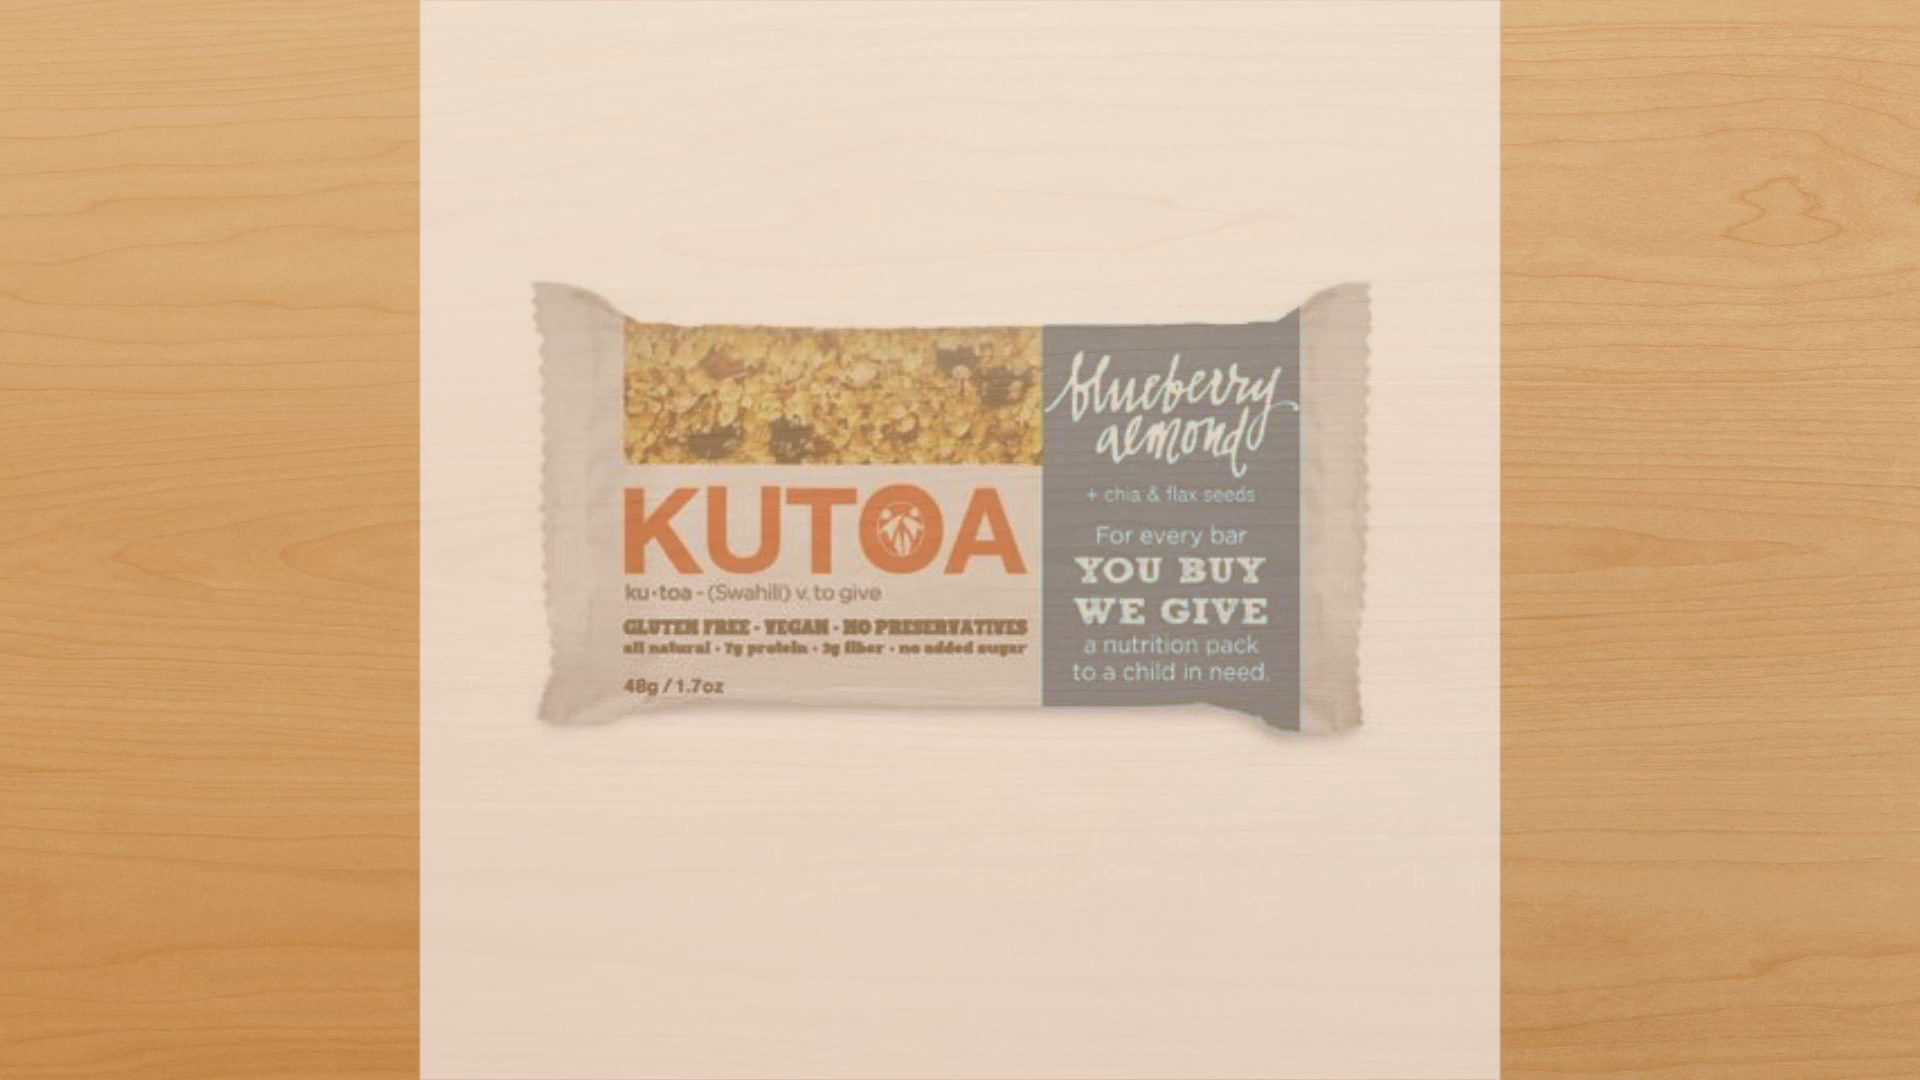 KUTOA
ku·toa - (Swahili) v. to give
GLUTEN FREE - VEGAN - NO PRESERVATIVES
all natural · 7g protein · 3g fiber · no added sugar
48g / 1.7oz
blueberry
almond
+ chia & flax seeds
For every bar
YOU BUY
WE GIVE
a nutrition pack
to a child in need.